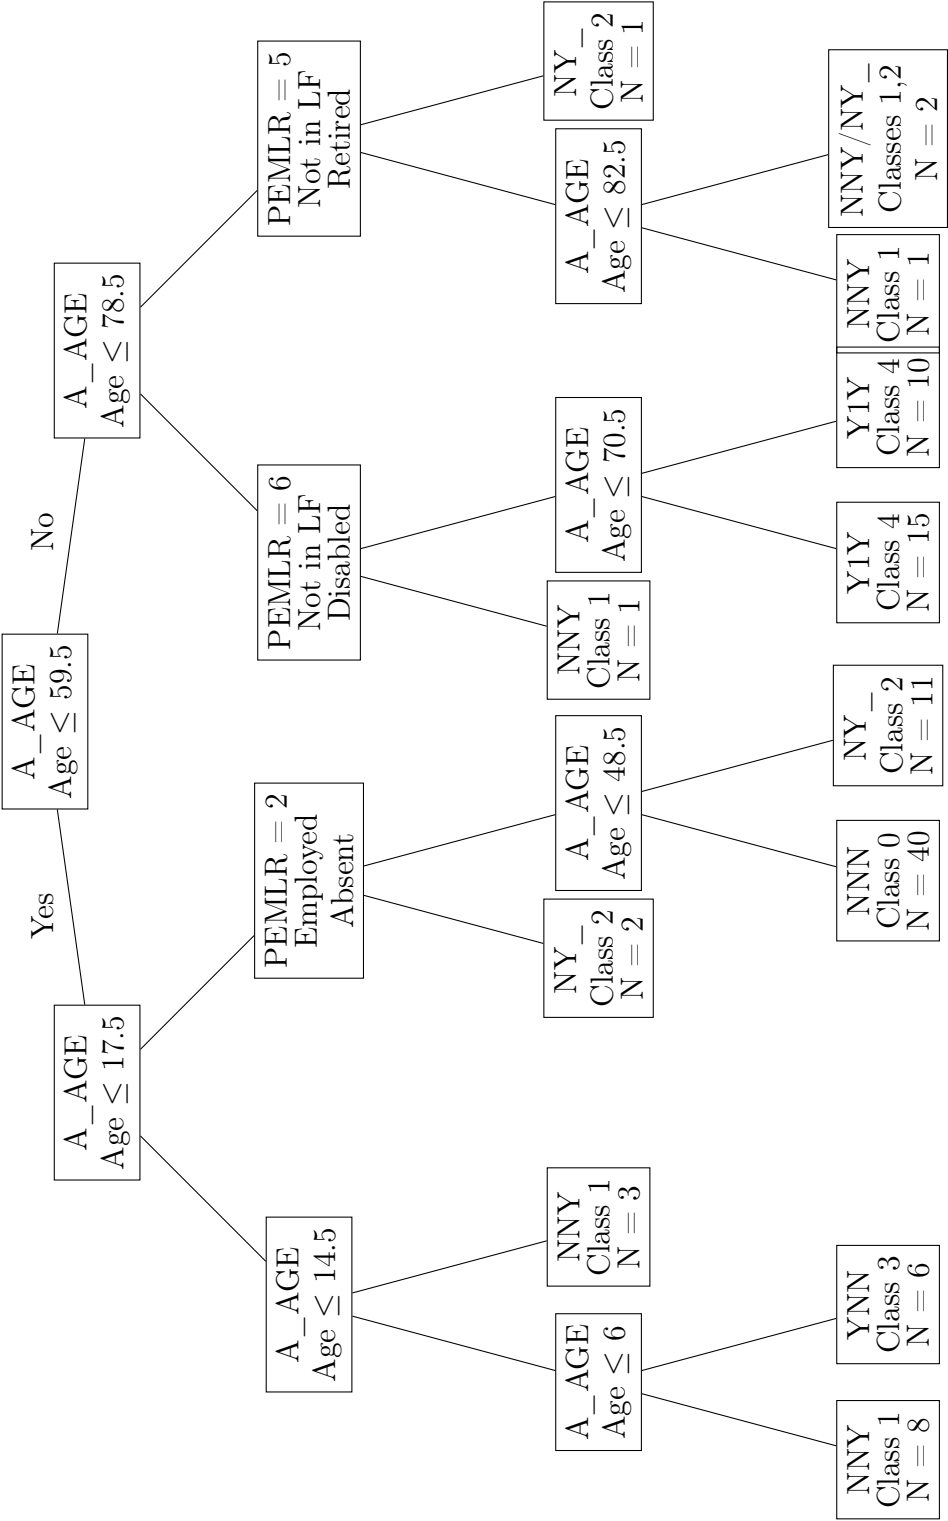 A_AGE
Age ≤ 59.5
Yes
No
A_AGE
Age ≤ 17.5
A_AGE
Age ≤ 78.5
A_AGE
Age ≤ 14.5
PEMLR = 2
Employed
Absent
PEMLR = 6
Not in LF
Disabled
PEMLR = 5
Not in LF
Retired
A_AGE
Age ≤ 6
NNY
Class 1
N = 3
NY_
Class 2
N = 2
A_AGE
Age ≤ 48.5
NNY
Class 1
N = 1
A_AGE
Age ≤ 70.5
A_AGE
Age ≤ 82.5
NY_
Class 2
N = 1
NNY
Class 1
N = 8
YNN
Class 3
N = 6
NNN
Class 0
N = 40
NY_
Class 2
N = 11
Y1Y
Class 4
N = 15
Y1Y
Class 4
N = 10
NNY
Class 1
N = 1
NNY/NY_
Classes 1,2
N = 2